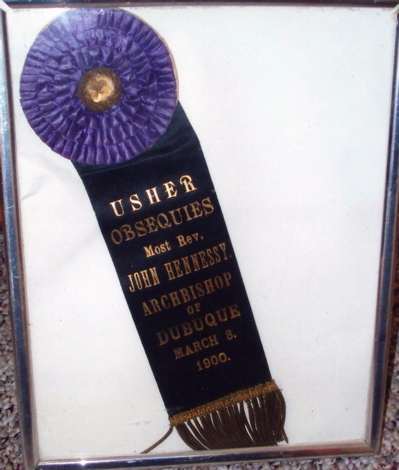 USHER
OBSEQUIES
Most Rev.
JOHN HENNESSY.
ARCHBISHOP
OF
DUBUQUE
MARCH 8.
1900.